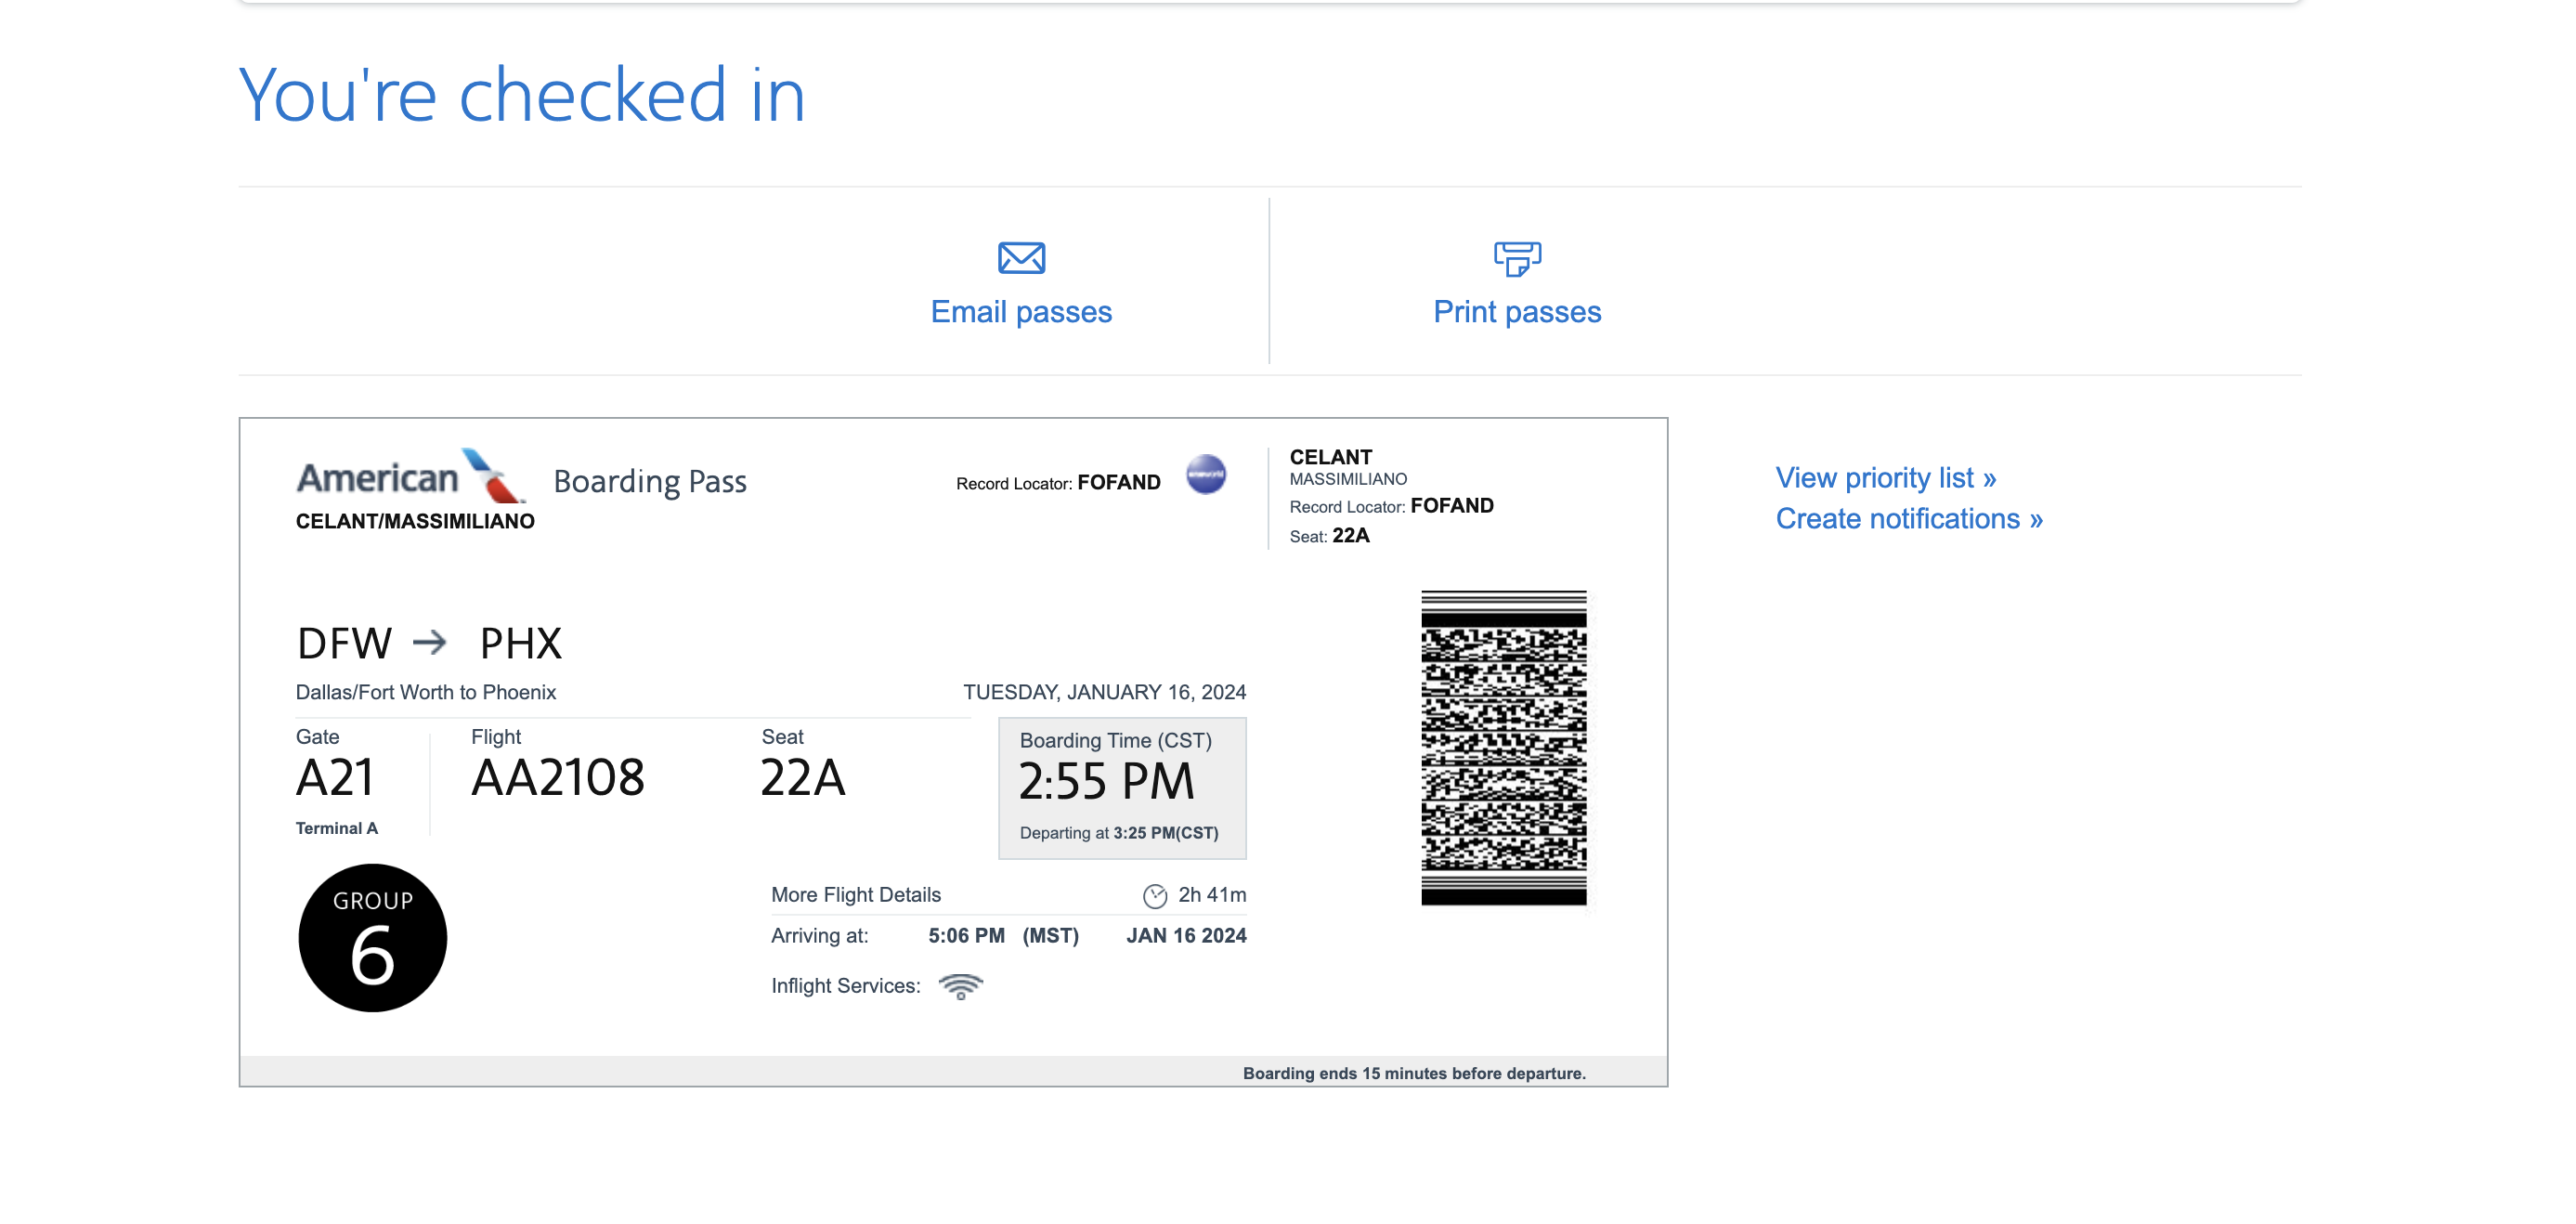 You're checked in
Email passes
Print passes
American
Boarding Pass
Record Locator: FOFAND
CELANT/MASSIMILIANO
CELANT
MASSIMILIANO
Record Locator: FOFAND
Seat: 22A
View priority list »
Create notifications »
DFW → PHX
Dallas/Fort Worth to Phoenix
TUESDAY, JANUARY 16, 2024
Gate
A21
Terminal A
Flight
AA2108
Seat
22A
Boarding Time (CST)
2:55 PM
Departing at 3:25 PM(CST)
GROUP
6
More Flight Details
2h 41m
Arriving at: 5:06 PM (MST) JAN 16 2024
Inflight Services:
Boarding ends 15 minutes before departure.